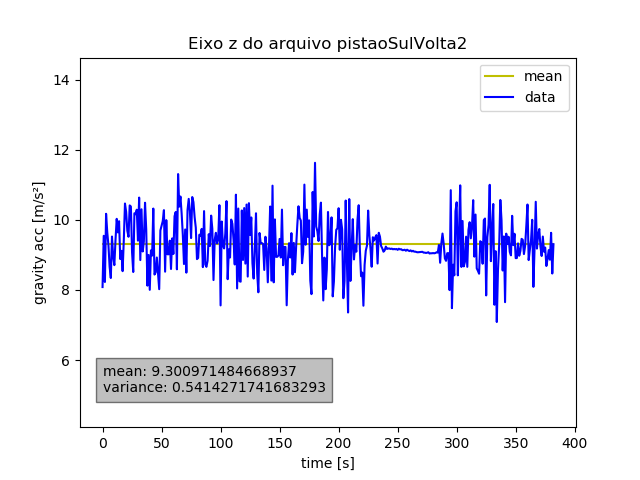 Eixo z do arquivo pistaoSulVolta2
mean
data
gravity acc [m/s²]
14
12
10
8
6
mean: 9.300971484668937
variance: 0.5414271741683293
0 50 100 150 200 250 300 350 400
time [s]